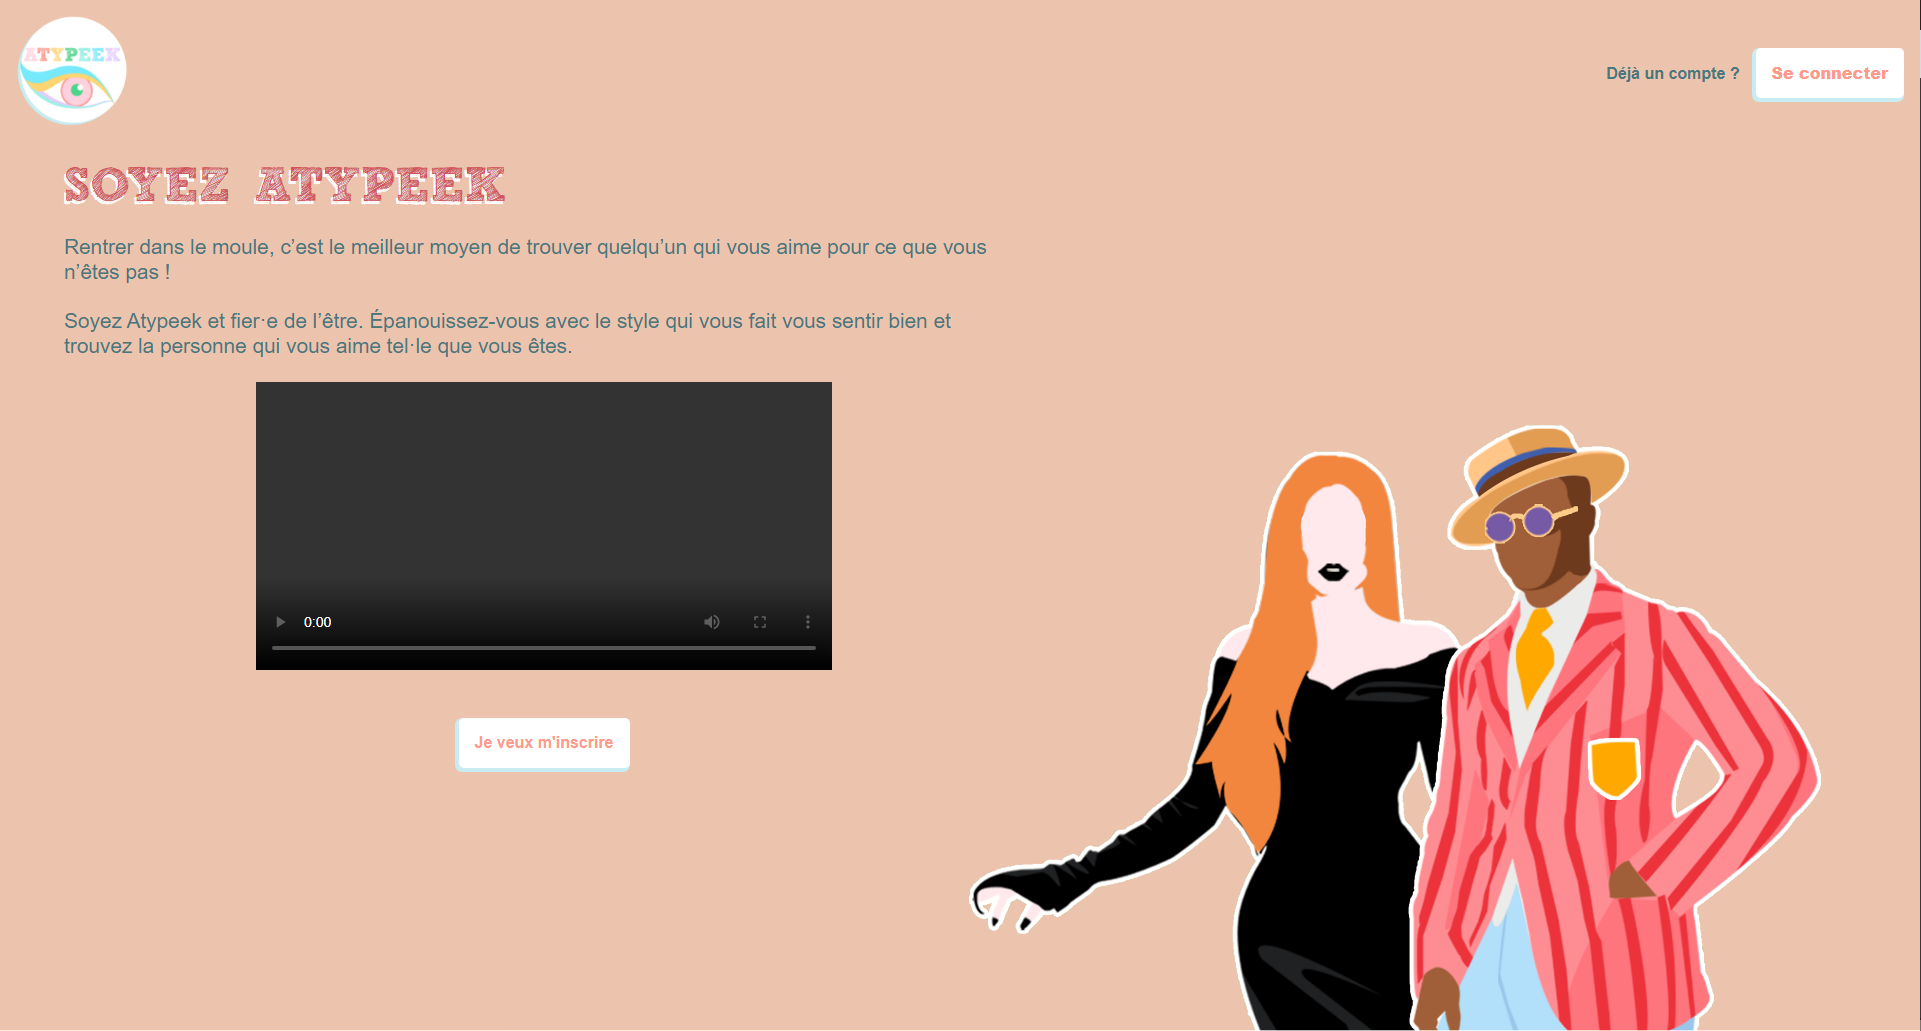 ATYPEEK
Déjà un compte ?
Se connecter
SOYEZ ATYPEEK
Rentrer dans le moule, c’est le meilleur moyen de trouver quelqu’un qui vous aime pour ce que vous
n’êtes pas !
Soyez Atypeek et fier·e de l’être. Épanouissez-vous avec le style qui vous fait vous sentir bien et
trouvez la personne qui vous aime tel·le que vous êtes.
0:00
Je veux m'inscrire